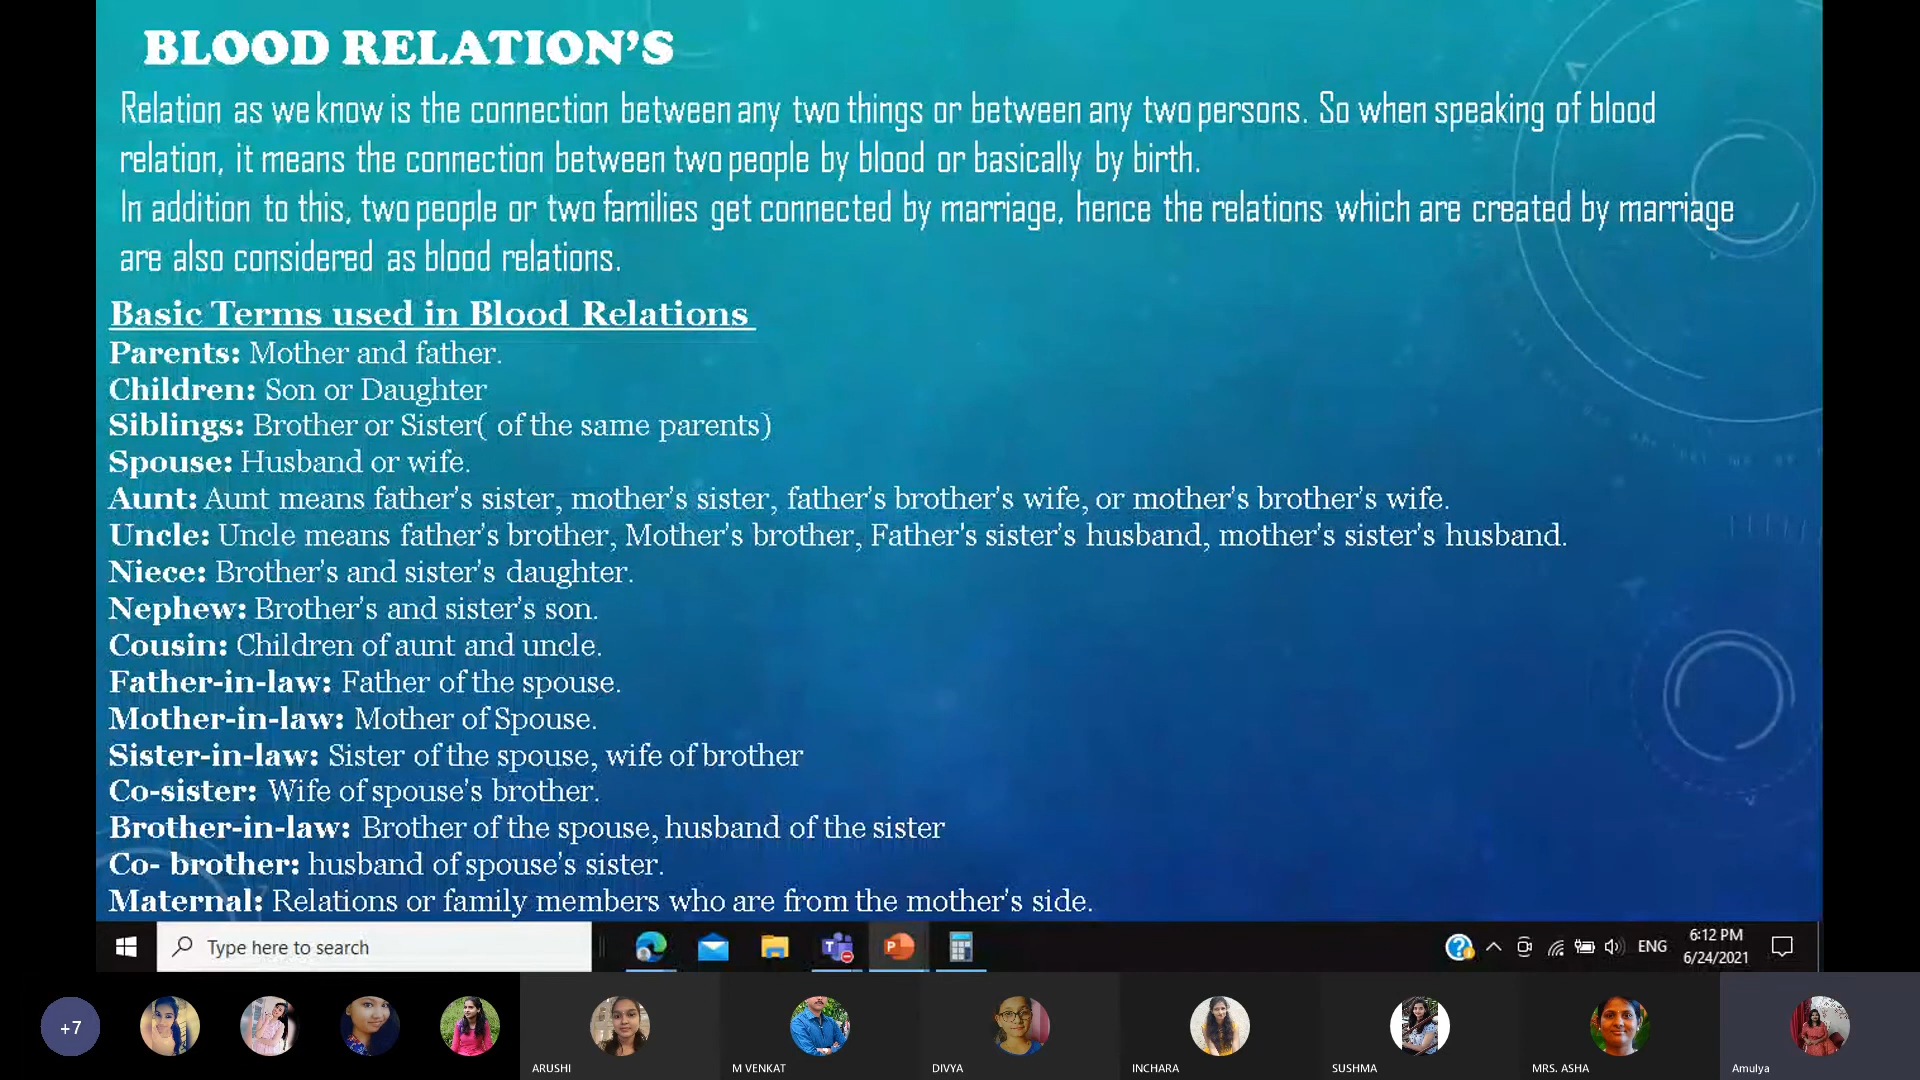 BLOOD RELATION'S
Relation as we know is the connection between any two things or between any two persons. So when speaking of blood
relation, it means the connection between two people by blood or basically by birth.
In addition to this, two people or two families get connected by marriage, hence the relations which are created by marriage
are also considered as blood relations.
Basic Terms used in Blood Relations
Parents: Mother and father.
Children: Son or Daughter
Siblings: Brother or Sister( of the same parents)
Spouse: Husband or wife.
Aunt: Aunt means father's sister, mother's sister, father's brother's wife, or mother's brother's wife.
Uncle: Uncle means father's brother, Mother's brother, Father's sister's husband, mother's sister's husband.
Niece: Brother's and sister's daughter.
Nephew: Brother's and sister's son.
Cousin: Children of aunt and uncle.
Father-in-law: Father of the spouse.
Mother-in-law: Mother of Spouse.
Sister-in-law: Sister of the spouse, wife of brother
Co-sister: Wife of spouse's brother.
Brother-in-law: Brother of the spouse, husband of the sister
Co- brother: husband of spouse's sister.
Maternal: Relations or family members who are from the mother's side.
Type here to search
ENG
6:12 PM
6/24/2021
+7
ARUSHI
M VENKAT
DIVYA
INCHARA
SUSHMA
MRS. ASHA
Amulya